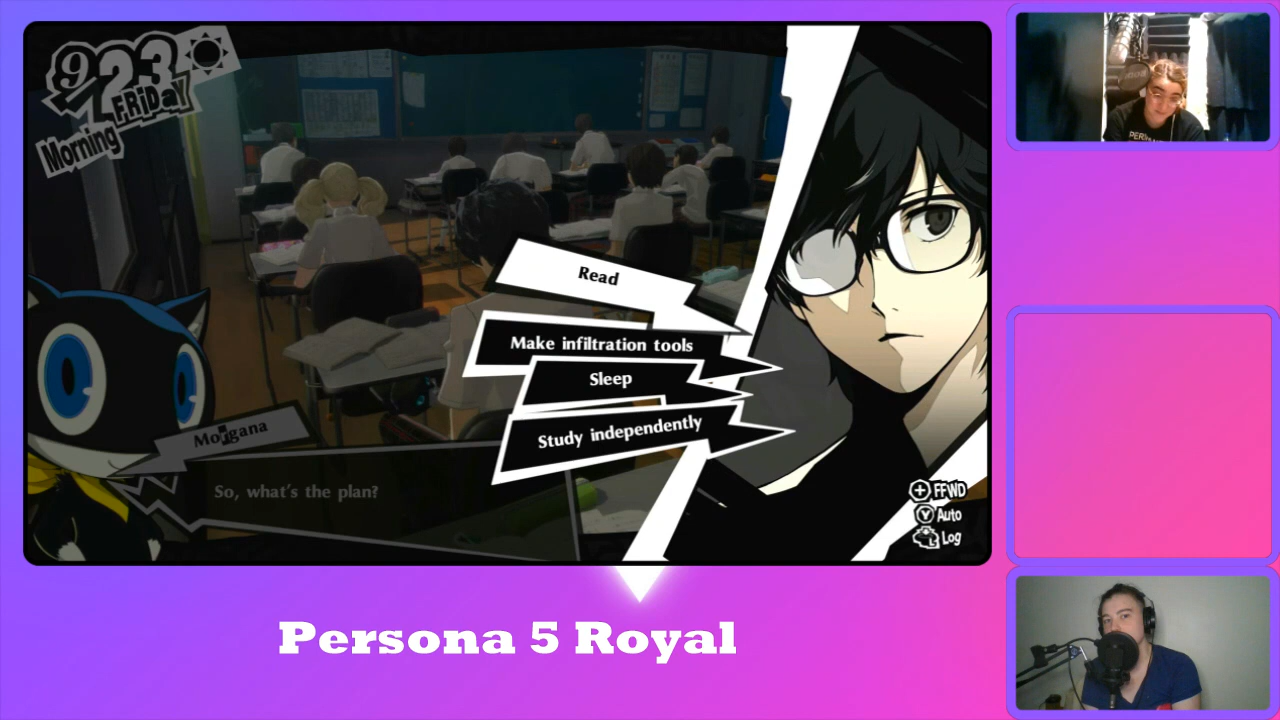 9/23
FRiDaY
Morning
Read
Make infiltration tools
Sleep
Study independently
Morgana
So, what's the plan?
+ FFWD
Y Auto
Log
Persona 5 Royal